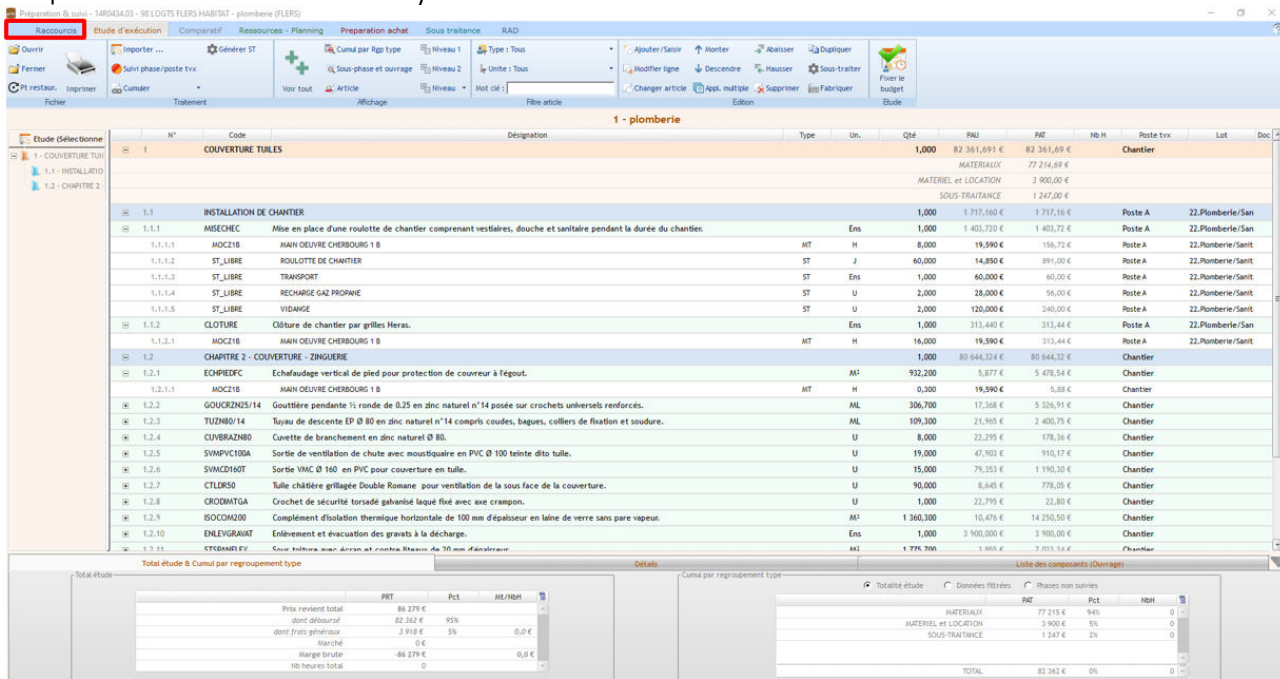 Préparation & suivi - 14R0434.03 - 98 LOGTS FLERS HABITAT - plomberie (FLERS)
Raccourcis Etude d'exécution Comparatif Ressources - Planning Preparation achat Sous traitance RAD
Ouvrir Importer ... Générer ST Cumul par Rgp type Niveau 1 Type : Tous Ajouter/Saisir Monter Abaisser Dupliquer
Fermer Suivi phase/poste tvx Sous-phase et ouvrage Niveau 2 Unite : Tous Modifier ligne Descendre Hausser Sous-traiter Fixer le
Pt restaur. Imprimer Cumuler Voir tout Article Niveau Mot clé : Changer article Appl. multiple Supprimer Fabriquer budget
Fichier Traitement Affichage Filtre article Edition Etude
1 - plomberie
Etude (Sélectionne N° Code Désignation Type Un. Qté PAU PAT Nb H Poste tvx Lot Doc
1 - COUVERTURE TUII 1 COUVERTURE TUILES 1,000 82 361,691 € 82 361,69 € Chantier
1.1 - INSTALLATIO MATERIAUX 77 214,69 €
1.2 - CHAPITRE 2 - MATERIEL et LOCATION 3 900,00 €
SOUS-TRAITANCE 1 247,00 €
1.1 INSTALLATION DE CHANTIER 1,000 1 717,160 € 1 717,16 € Poste A 22.Plomberie/San
1.1.1 MISECHEC Mise en place d'une roulotte de chantier comprenant vestiaires, douche et sanitaire pendant la durée du chantier. Ens 1,000 1 403,720 € 1 403,72 € Poste A 22.Plomberie/San
1.1.1.1 MOCZ1B MAIN OEUVRE CHERBOURG 1 B MT H 8,000 19,590 € 156,72 € Poste A 22.Plomberie/Sanit
1.1.1.2 ST_LIBRE ROULOTTE DE CHANTIER ST J 60,000 14,850 € 891,00 € Poste A 22.Plomberie/Sanit
1.1.1.3 ST_LIBRE TRANSPORT ST Ens 1,000 60,000 € 60,00 € Poste A 22.Plomberie/Sanit
1.1.1.4 ST_LIBRE RECHARGE GAZ PROPANE ST U 2,000 28,000 € 56,00 € Poste A 22.Plomberie/Sanit
1.1.1.5 ST_LIBRE VIDANGE ST U 2,000 120,000 € 240,00 € Poste A 22.Plomberie/Sanit
1.1.2 CLOTURE Clôture de chantier par grilles Heras. Ens 1,000 313,440 € 313,44 € Poste A 22.Plomberie/San
1.1.2.1 MOCZ1B MAIN OEUVRE CHERBOURG 1 B MT H 16,000 19,590 € 313,44 € Poste A 22.Plomberie/Sanit
1.2 CHAPITRE 2 - COUVERTURE - ZINGUERIE 1,000 80 644,324 € 80 644,32 € Chantier
1.2.1 ECHPIEDFC Echafaudage vertical de pied pour protection de couvreur à l'égout. M² 932,200 5,877 € 5 478,54 € Chantier
1.2.1.1 MOCZ1B MAIN OEUVRE CHERBOURG 1 B MT H 0,300 19,590 € 5,88 € Chantier
1.2.2 GOUCRZN25/14 Gouttière pendante ½ ronde de 0.25 en zinc naturel n°14 posée sur crochets universels renforcés. ML 306,700 17,368 € 5 326,91 € Chantier
1.2.3 TUZN80/14 Tuyau de descente EP Ø 80 en zinc naturel n°14 compris coudes, bagues, colliers de fixation et soudure. ML 109,300 21,965 € 2 400,75 € Chantier
1.2.4 CUVBRAZN80 Cuvette de branchement en zinc naturel Ø 80. U 8,000 22,295 € 178,36 € Chantier
1.2.5 SVMPVC100A Sortie de ventilation de chute avec moustiquaire en PVC Ø 100 teinte dito tuile. U 19,000 47,903 € 910,17 € Chantier
1.2.6 SVMCD160T Sortie VMC Ø 160 en PVC pour couverture en tuile. U 15,000 79,353 € 1 190,30 € Chantier
1.2.7 CTLDR50 Tuile châtière grillagée Double Romane pour ventilation de la sous face de la couverture. U 90,000 8,645 € 778,05 € Chantier
1.2.8 CRODIMTGA Crochet de sécurité torsadé galvanisé laqué fixé avec axe crampon. U 1,000 22,795 € 22,80 € Chantier
1.2.9 ISOCOM200 Complément d'isolation thermique horizontale de 100 mm d'épaisseur en laine de verre sans pare vapeur. M² 1 360,300 10,476 € 14 250,50 € Chantier
1.2.10 ENLEVGRAVAT Enlèvement et évacuation des gravats à la décharge. Ens 1,000 3 900,000 € 3 900,00 € Chantier
1.2.11 STSPANFLEX Sous toiture avec écran et contre liteaux de 20 mm d'épaisseur M² 1 775,700 3,955 € 7 023,34 € Chantier
Total étude & Cumul par regroupement type Détails Liste des composants (Ouvrage)
Total étude Cumul par regroupement type
Totalité étude Données filtrées Phases non suivies
PRT Pct Mt/NbH PAT Pct NbH
Prix revient total 86 279 € MATERIAUX 77 215 € 94% 0
dont déboursé 82 362 € 95% MATERIEL et LOCATION 3 900 € 5% 0
dont frais généraux 3 918 € 5% 0,0 € SOUS-TRAITANCE 1 247 € 2% 0
Marché 0 €
Marge brute -86 279 € 0,0 €
Nb heures total 0 TOTAL 82 362 € 0% 0